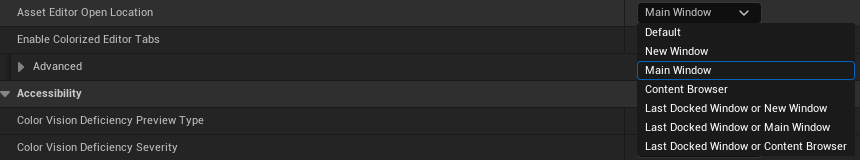 Asset Editor Open Location
Main Window
Default
Enable Colorized Editor Tabs
New Window
Advanced
Main Window
Accessibility
Content Browser
Last Docked Window or New Window
Color Vision Deficiency Preview Type
Last Docked Window or Main Window
Color Vision Deficiency Severity
Last Docked Window or Content Browser